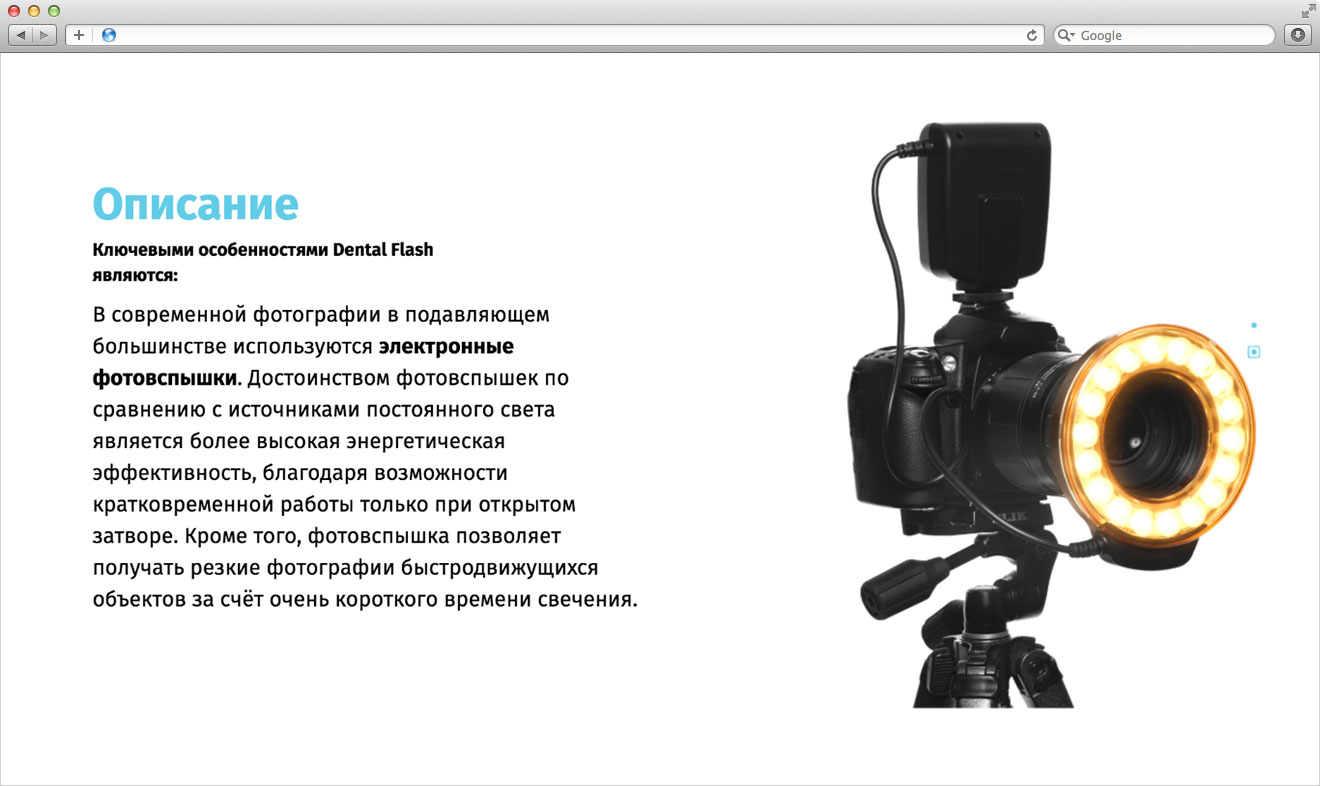 Google
Описание
Ключевыми особенностями Dental Flash
являются:
В современной фотографии в подавляющем
большинстве используются электронные
фотовспышки. Достоинством фотовспышек по
сравнению с источниками постоянного света
является более высокая энергетическая
эффективность, благодаря возможности
кратковременной работы только при открытом
затворе. Кроме того, фотовспышка позволяет
получать резкие фотографии быстродвижущихся
объектов за счёт очень короткого времени свечения.